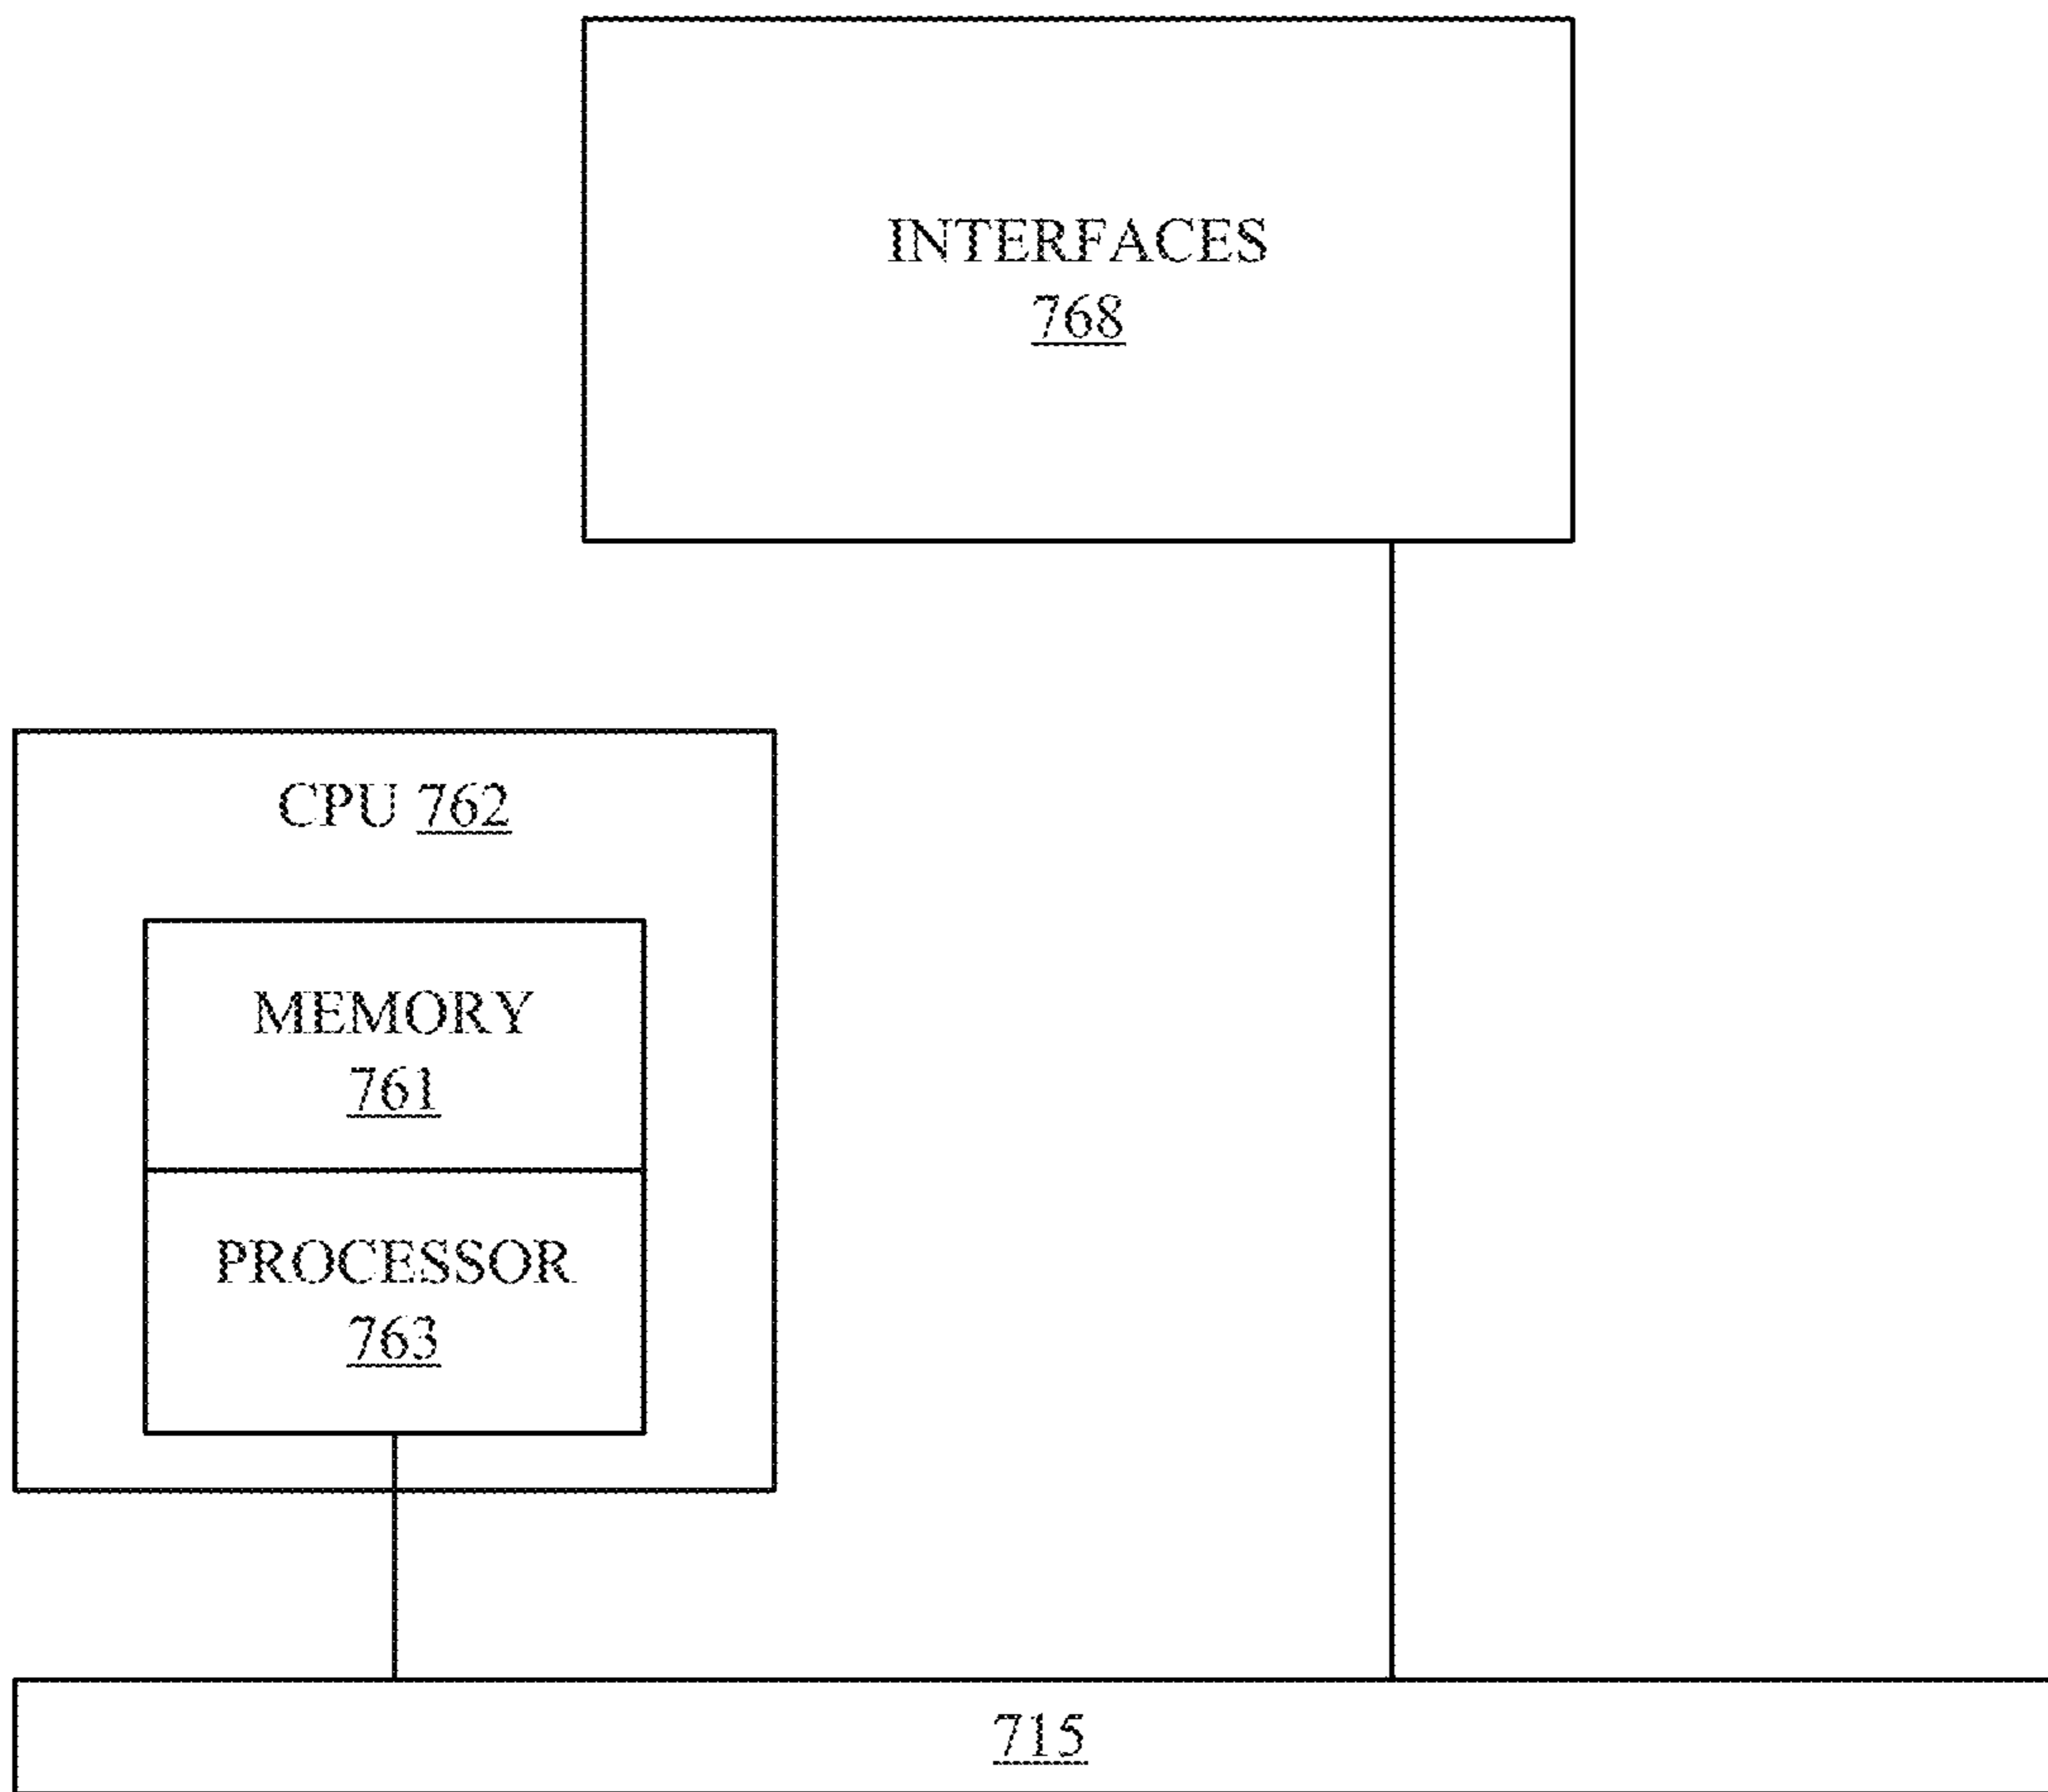 INTERFACES
768
CPU 762
MEMORY
761
PROCESSOR
763
715